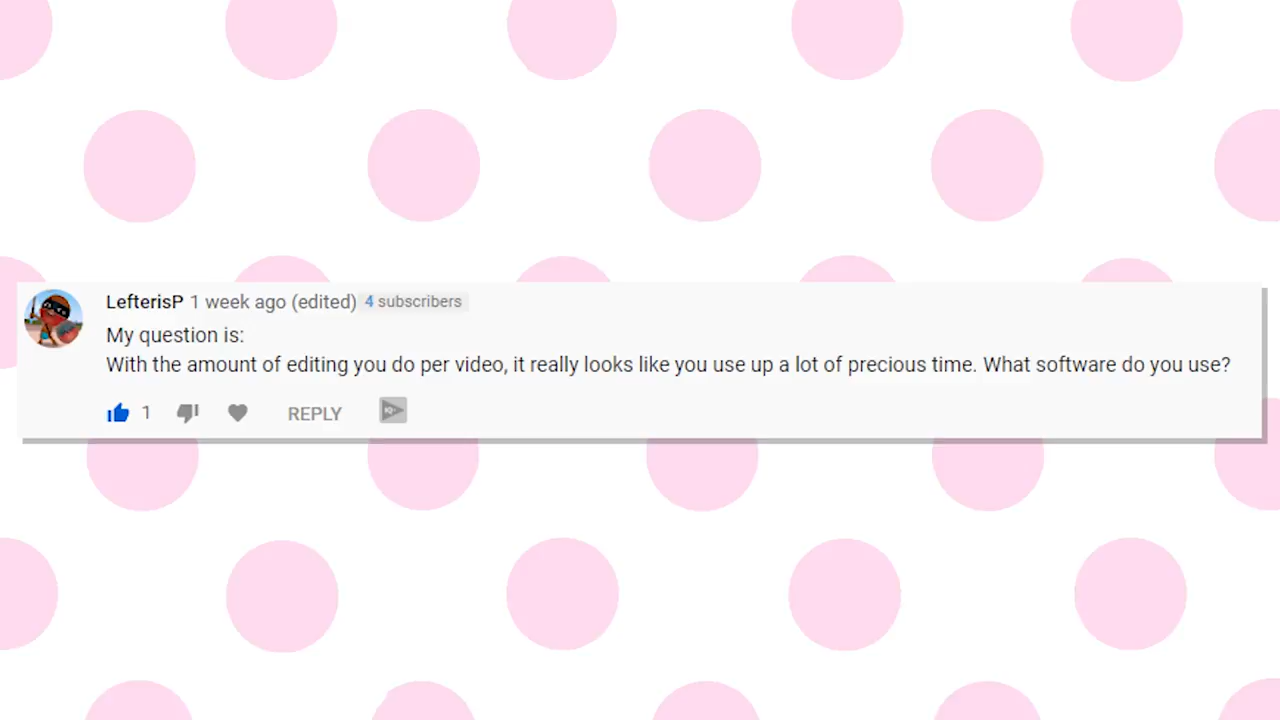 LefterisP 1 week ago (edited) 4 subscribers
My question is:
With the amount of editing you do per video, it really looks like you use up a lot of precious time. What software do you use?
1 REPLY